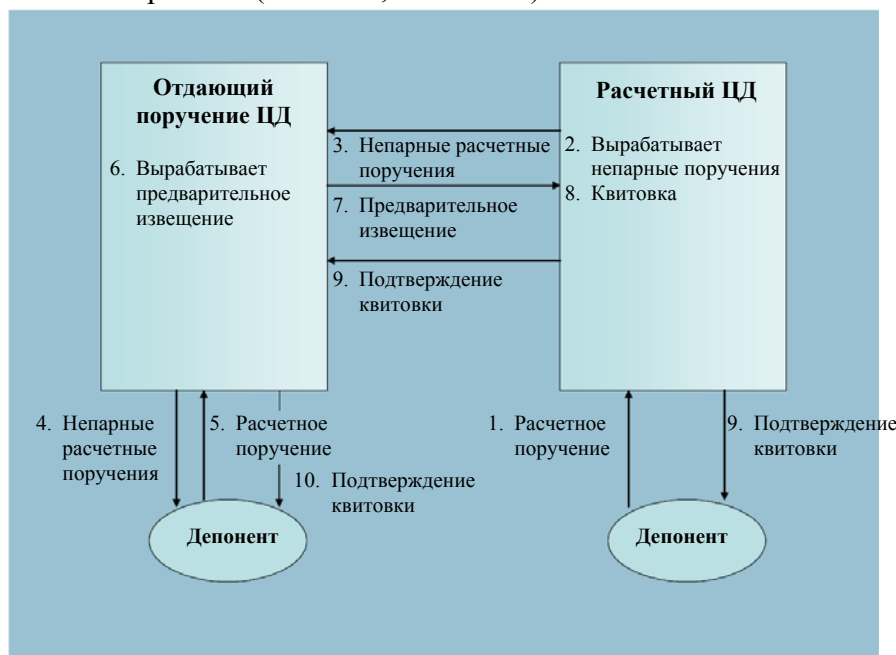 Отдающий
поручение ЦД
6. Вырабатывает
предварительное
извещение
Расчетный ЦД
2. Вырабатывает
непарные поручения
8. Квитовка
3. Непарные расчетные
поручения
7. Предварительное
извещение
9. Подтверждение
квитовки
4. Непарные
расчетные
поручения
5. Расчетное
поручение
10. Подтверждение
квитовки
1. Расчетное
поручение
9. Подтверждение
квитовки
Депонент
Депонент